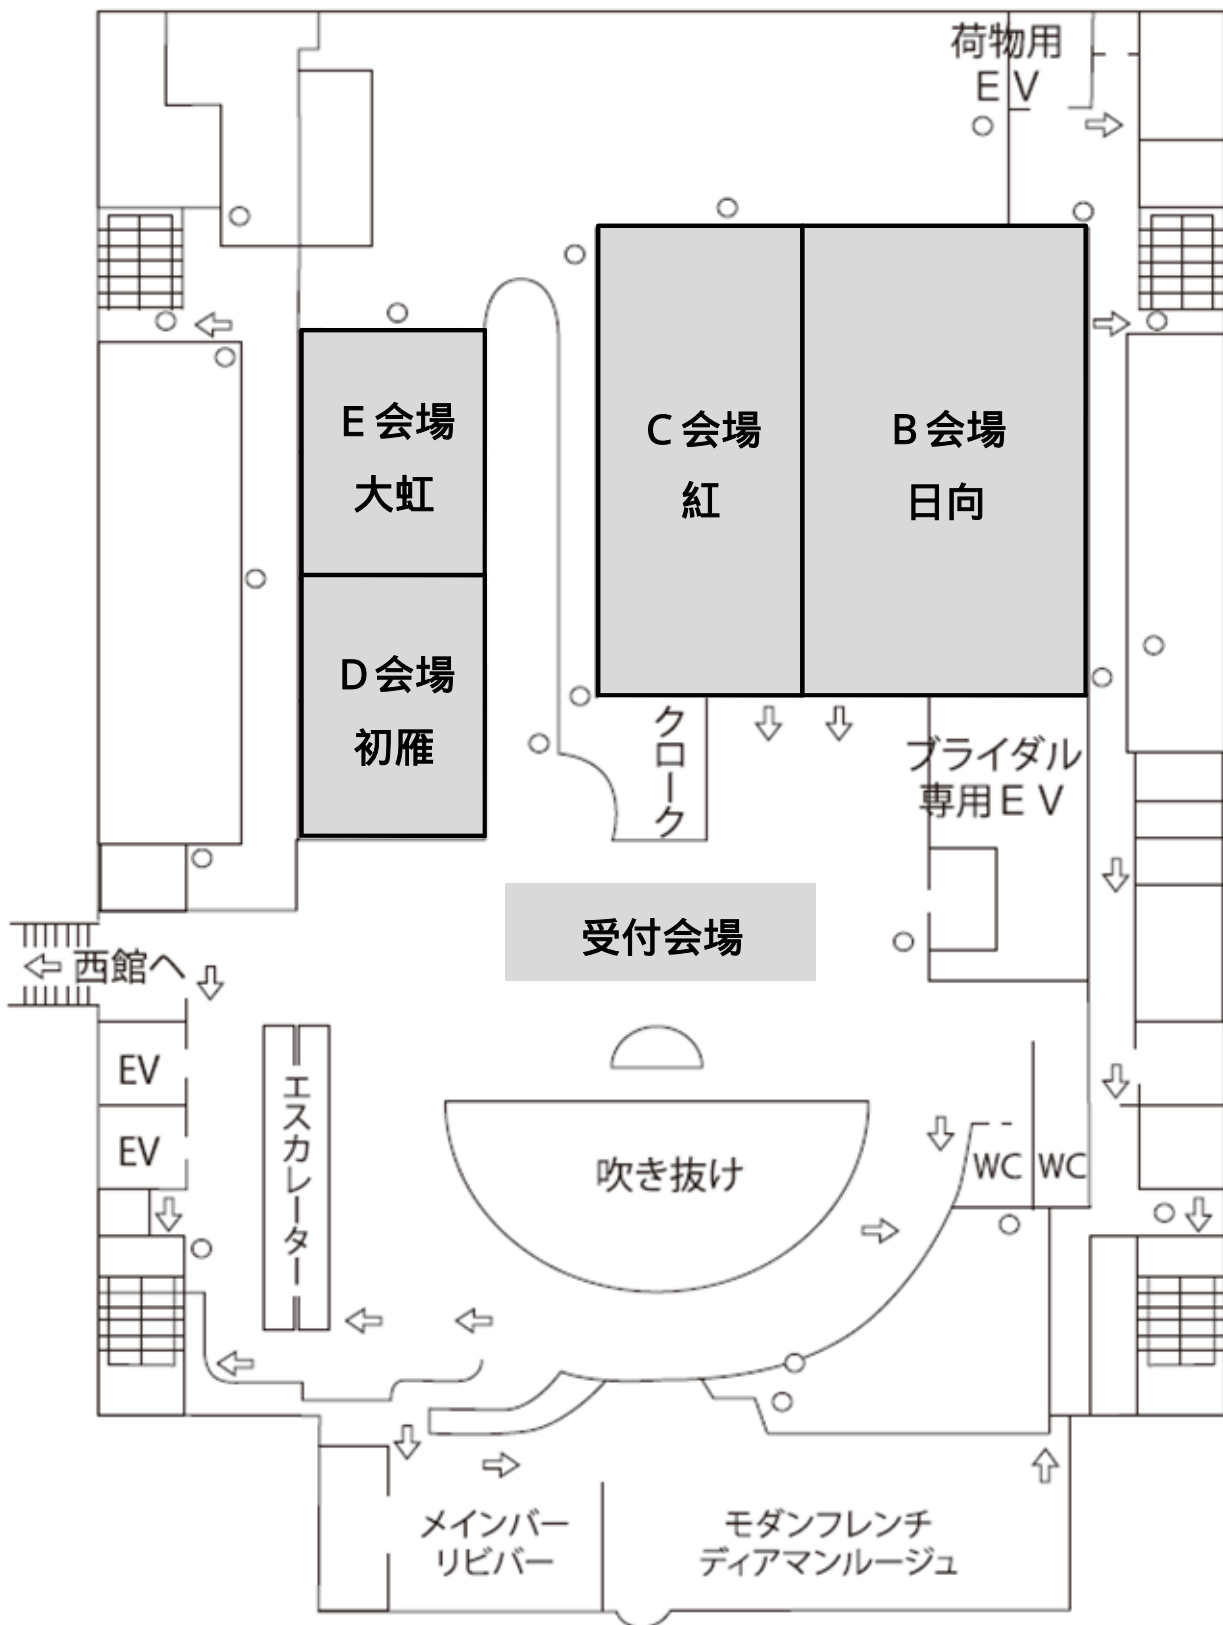 荷物用
ＥＶ
E 会場
大虹
C 会場
紅
B 会場
日向
D 会場
初雁
クローク
ブライダル
専用ＥＶ
受付会場
西館へ
EV
EV
エスカレーター
吹き抜け
WC
WC
メインバー
リビバー
モダンフレンチ
ディアマンルージュ